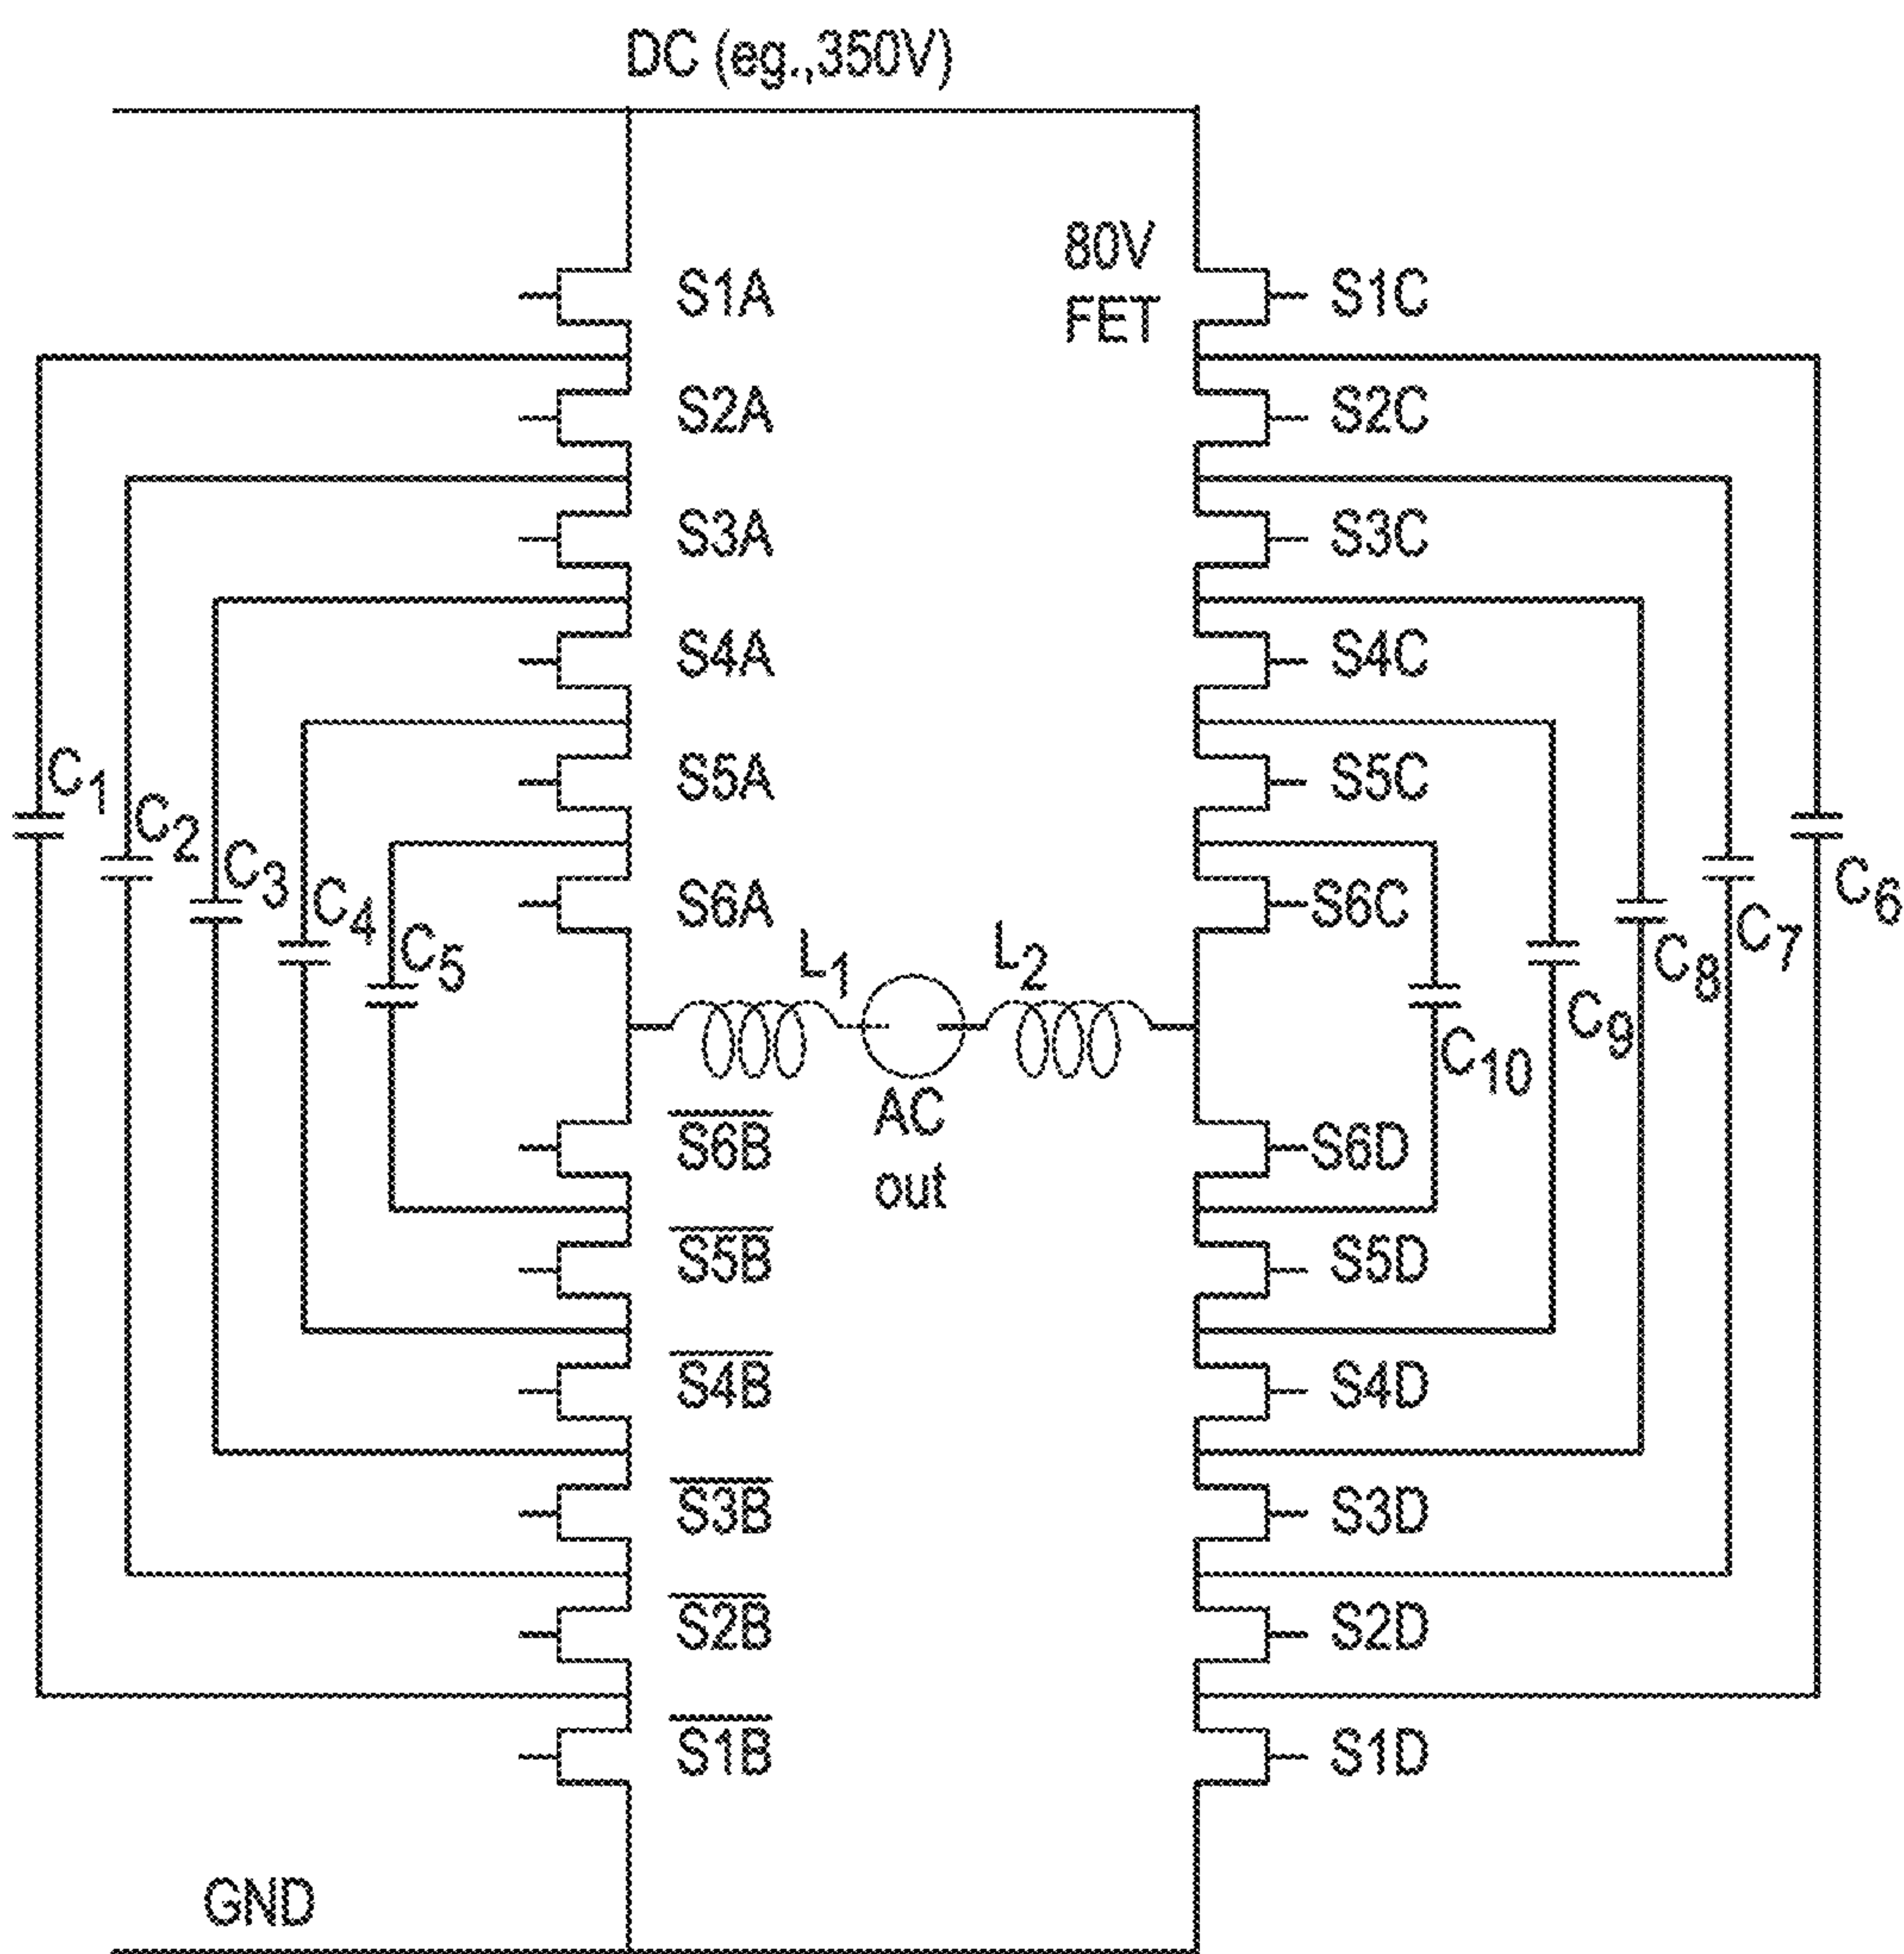 DC (eg.,350V)
80V
FET
S1A
S1C
S2A
S2C
S3A
S3C
S4A
S4C
C1
S5A
S5C
C2
C3
C4
S6A
S6C
C6
C5
L1
L2
C7
C8
C9
C10
AC
out
S6B
S6D
S5B
S5D
S4B
S4D
S3B
S3D
S2B
S2D
S1B
S1D
GND